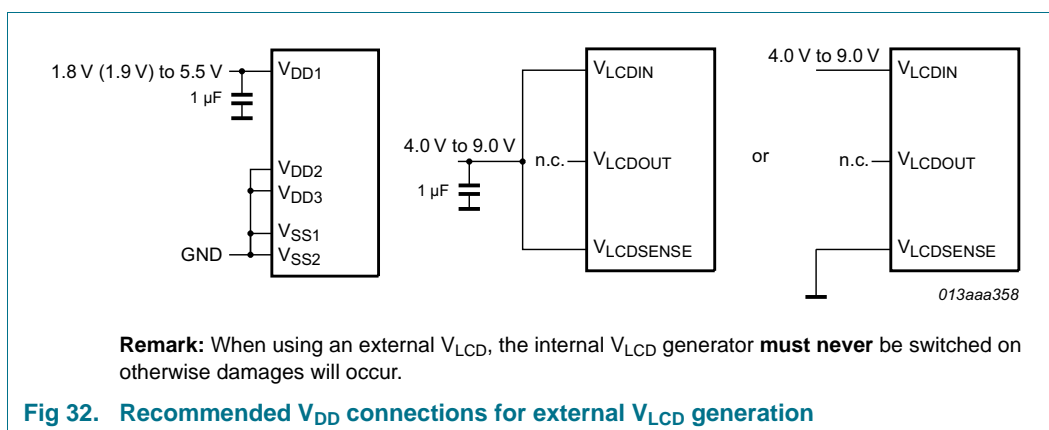 1.8 V (1.9 V) to 5.5 V
1 μF
VDD1
VDD2
VDD3
VSS1
GND
VSS2
4.0 V to 9.0 V
1 μF
n.c.
VLCDIN
VLCDOUT
VLCDSENSE
or
4.0 V to 9.0 V
n.c.
VLCDIN
VLCDOUT
VLCDSENSE
013aaa358
Remark: When using an external VLCD, the internal VLCD generator must never be switched on
otherwise damages will occur.
Fig 32. Recommended VDD connections for external VLCD generation